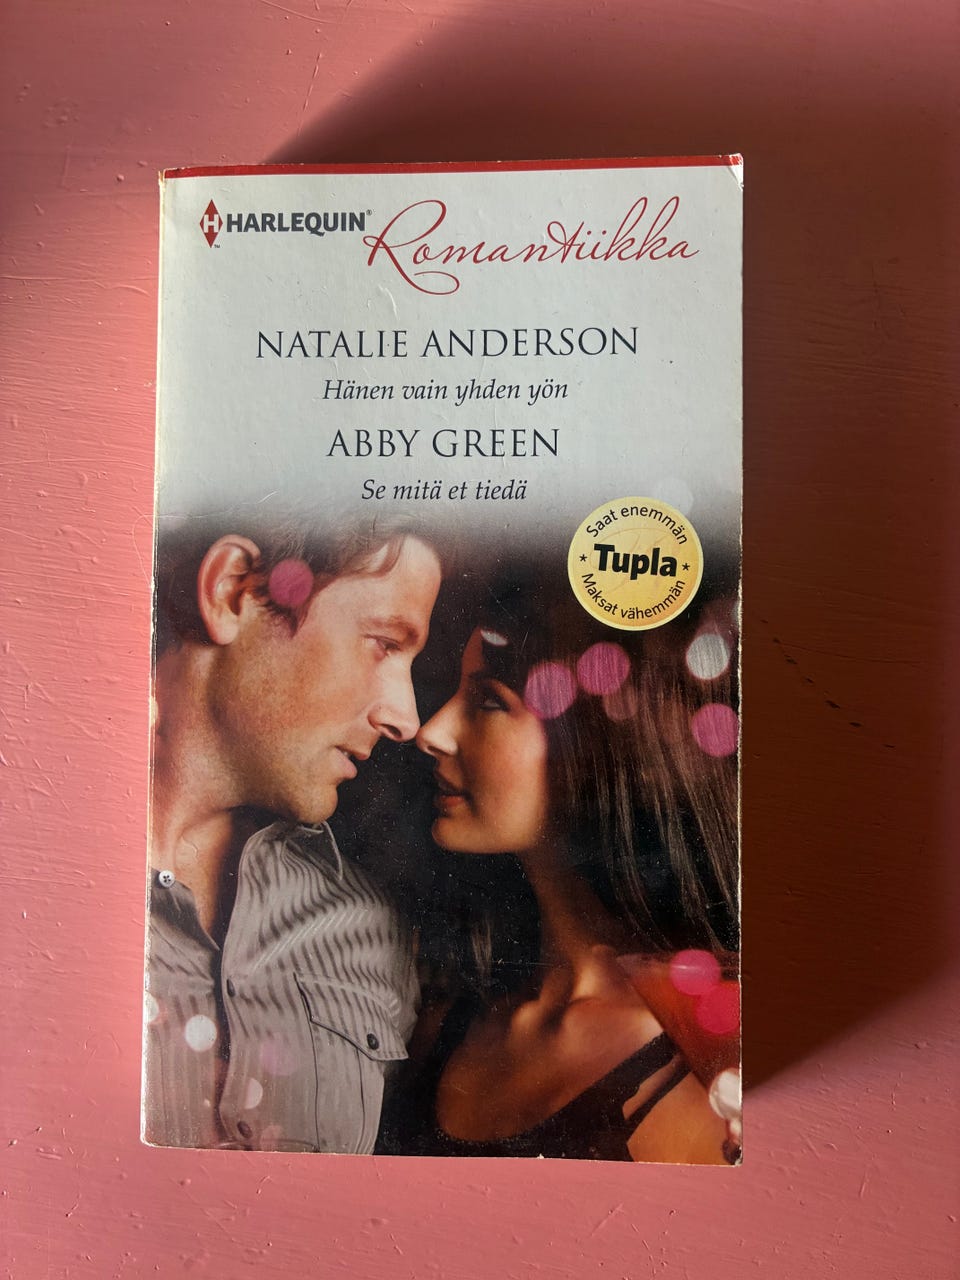 H HARLEQUIN® Romantiikka
TM
NATALIE ANDERSON
Hänen vain yhden yön
ABBY GREEN
Se mitä et tiedä
Saat enemmän
* Tupla *
Maksat vähemmän